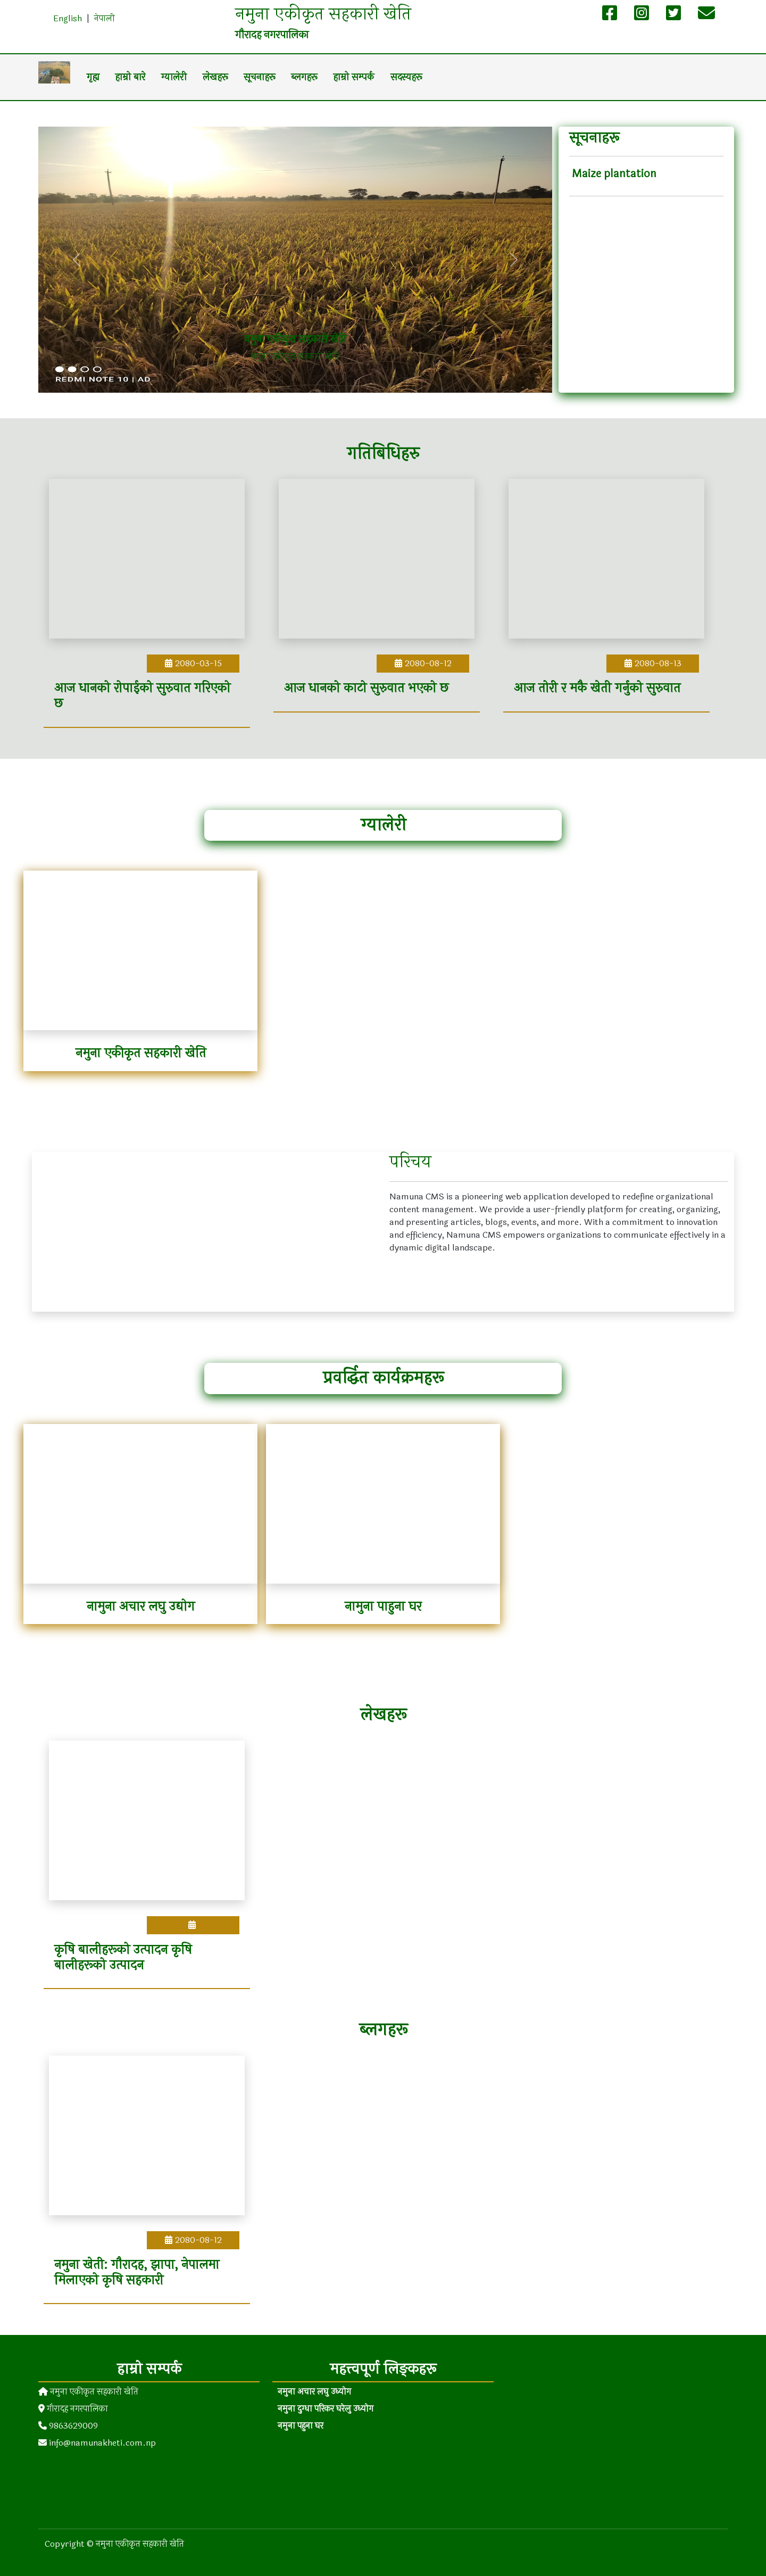 English | नेपाली
नमुना एकीकृत सहकारी खेति
गौरादह नगरपालिका
गृह्य हाम्रो बारे ग्यालेरी लेखहरु सूचनाहरु ब्लगहरु हाम्रो सम्पर्क सदस्यहरु
सूचनाहरू
Maize plantation
नमुना एकीकृत सहकारी खेति
REDMI NOTE 10 | AD
गतिबिधिहरु
2080-03-15
आज धानको रोपाईको सुरुवात गरिएको
छ
2080-08-12
आज धानको काटो सुरुवात भएको छ
2080-08-13
आज तोरी र मकै खेती गर्नुको सुरुवात
ग्यालेरी
नमुना एकीकृत सहकारी खेति
परिचय
Namuna CMS is a pioneering web application developed to redefine organizational
content management. We provide a user-friendly platform for creating, organizing,
and presenting articles, blogs, events, and more. With a commitment to innovation
and efficiency, Namuna CMS empowers organizations to communicate effectively in a
dynamic digital landscape.
प्रवर्द्धित कार्यक्रमहरू
नामुना अचार लघु उद्योग
नामुना पाहुना घर
लेखहरू
कृषि बालीहरूको उत्पादन कृषि
बालीहरूको उत्पादन
ब्लगहरू
2080-08-12
नमुना खेती: गौरादह, झापा, नेपालमा
मिलाएको कृषि सहकारी
हाम्रो सम्पर्क
नमुना एकीकृत सहकारी खेति
गौरादह नगरपालिका
9863629009
info@namunakheti.com.np
महत्त्वपूर्ण लिङ्कहरू
नमुना अचार लघु उध्योग
नमुना दुग्धा परिकर घरेलु उध्योग
नमुना पहुना घर
Copyright © नमुना एकीकृत सहकारी खेति